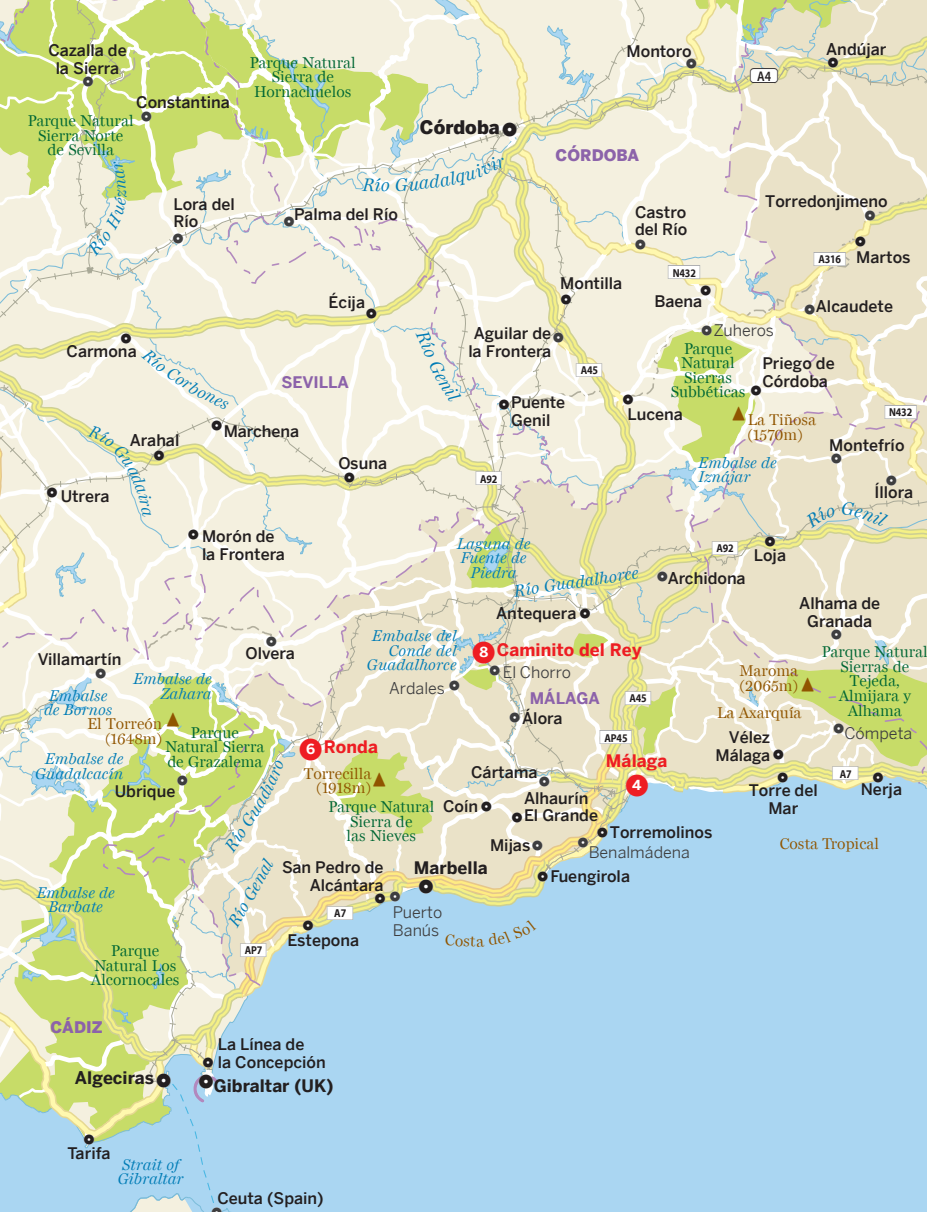 Cazalla de
la Sierra
Parque Natural
Sierra de
Hornachuelos
Montoro
Andújar
A4
Constantina
Parque Natural
Sierra Norte
de Sevilla
Córdoba
CÓRDOBA
Río Guadalquivir
Río Huéznar
Lora del
Río
Palma del Río
Castro
del Río
Torredonjimeno
Martos
A316
N432
Montilla
Baena
Alcaudete
Écija
Zuheros
Aguilar de
la Frontera
Carmona
Río Corbones
Río Genil
Parque
Natural
Sierras
Subbéticas
Priego de
Córdoba
A45
SEVILLA
Puente
Genil
Lucena
La Tiñosa
(1570m)
N432
Marchena
Arahal
Río Guadaira
Montefrío
Osuna
Embalse de
Iznájar
A92
Íllora
Utrera
Río Genil
Morón de
la Frontera
Laguna de
Fuente de
Piedra
A92
Loja
Río Guadalhorce
Archidona
Antequera
Alhama de
Granada
Embalse del
Conde del
Guadalhorce
8
Caminito del Rey
Olvera
Villamartín
El Chorro
Ardales
Parque Natural
Sierras de
Tejeda,
Almijara y
Alhama
Maroma
(2065m)
Embalse de
Zahara
Embalse
de Bornos
MÁLAGA
A45
El Torreón
(1648m)
Álora
La Axarquía
Parque
Natural Sierra
de Grazalema
6
Ronda
AP45
Vélez
Málaga
Cómpeta
Embalse de
Guadalcacín
Torrecilla
(1918m)
Málaga
4
Cártama
A7
Ubrique
Torre del
Mar
Nerja
Río Guadiaro
Parque Natural
Sierra de
las Nieves
Coín
Alhaurín
El Grande
Torremolinos
Mijas
Benalmádena
Costa Tropical
San Pedro de
Alcántara
Marbella
Fuengirola
Río Genal
Embalse de
Barbate
A7
Puerto
Banús
Estepona
Costa del Sol
AP7
Parque
Natural Los
Alcornocales
CÁDIZ
La Línea de
la Concepción
Algeciras
Gibraltar (UK)
Tarifa
Strait of
Gibraltar
Ceuta (Spain)